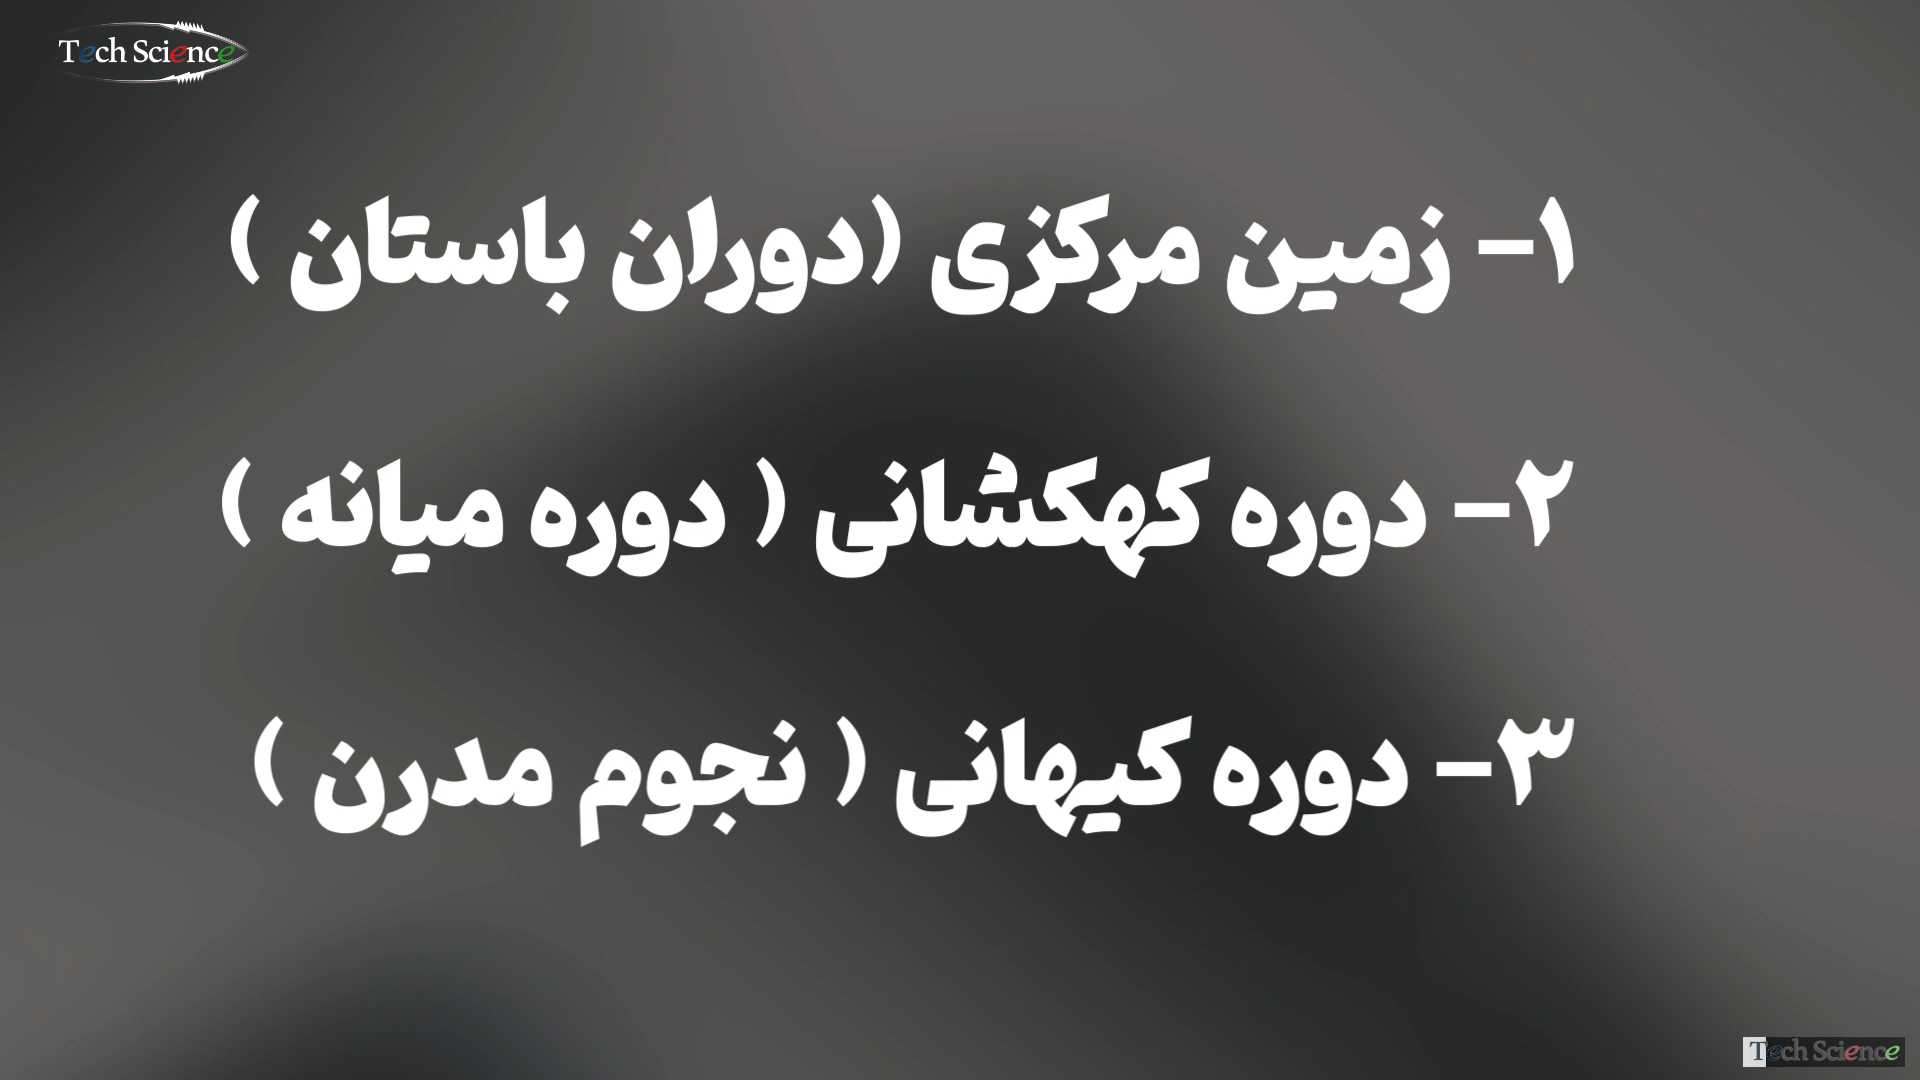 Tech Science
۱- زمین مرکزی (دوران باستان )
۲- دوره کهکشانی ( دوره میانه )
۳- دوره کیهانی ( نجوم مدرن )
Tech Science